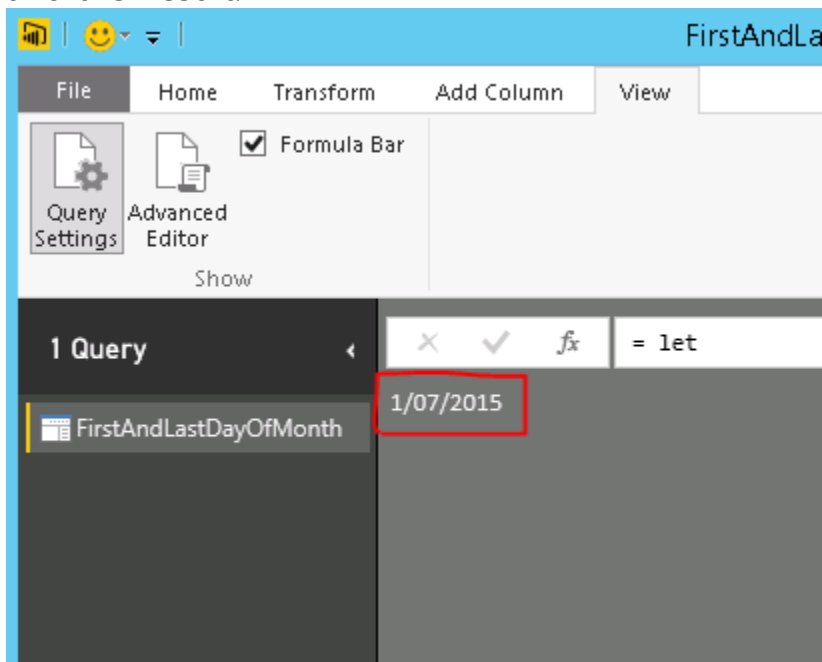 FirstAndLa
File Home Transform Add Column View
Formula Bar
Query Settings
Advanced Editor
Show
1 Query
= let
fx
1/07/2015
FirstAndLastDayOfMonth